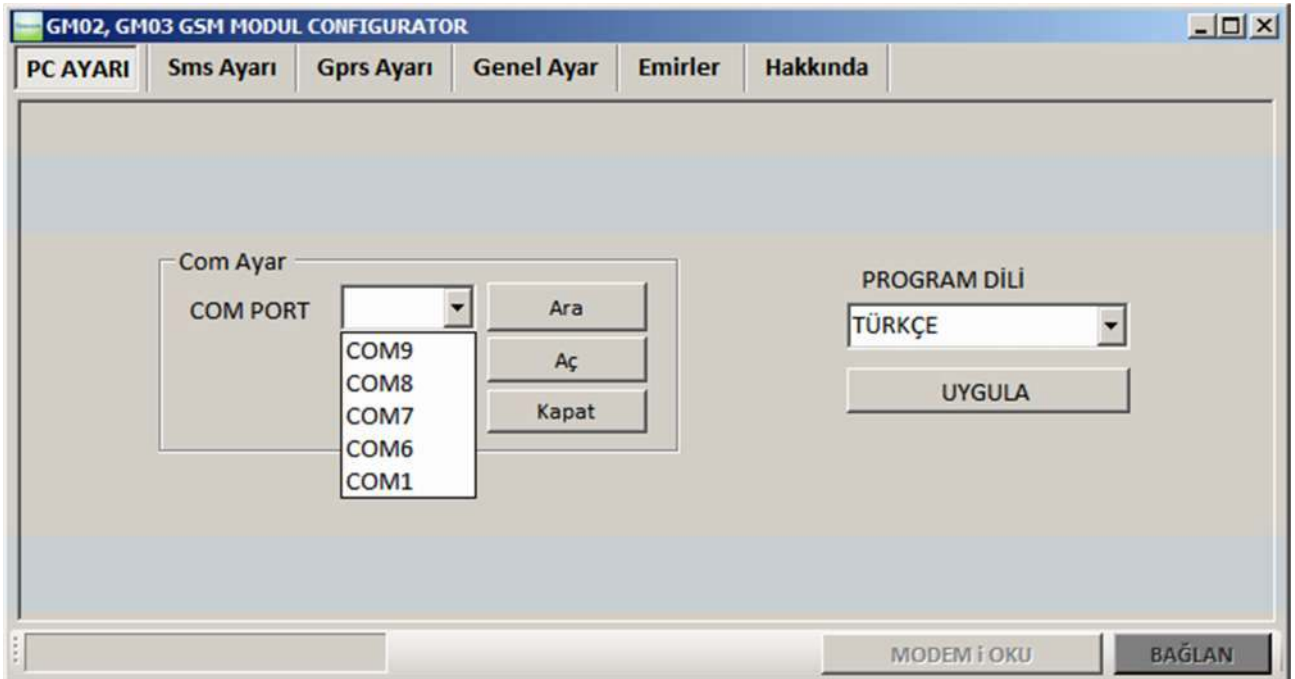 GM02, GM03 GSM MODUL CONFIGURATOR
PC AYARI Sms Ayarı Gprs Ayarı Genel Ayar Emirler Hakkında
Com Ayar
PROGRAM DİLİ
COM PORT Ara
TÜRKÇE
COM9
Aç
COM8
UYGULA
COM7
Kapat
COM6
COM1
MODEM i OKU BAĞLAN